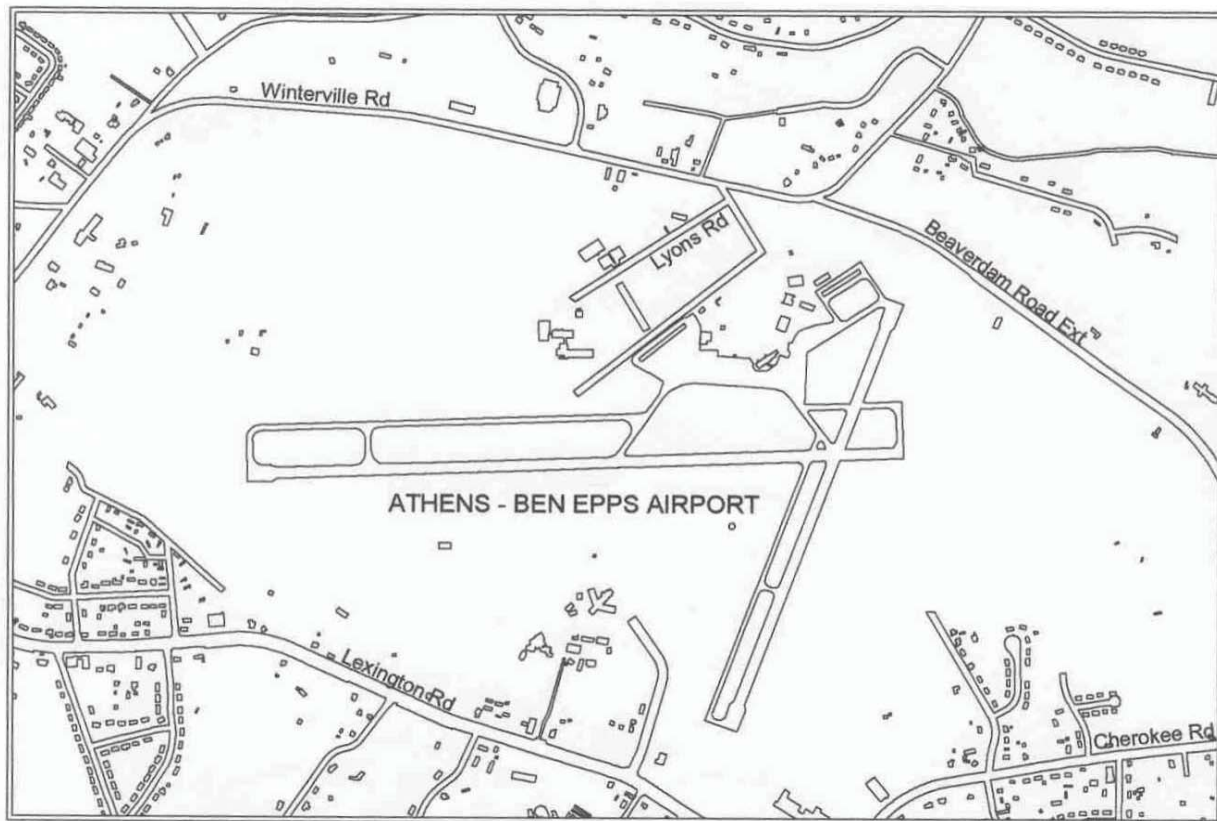 Winterville Rd
Lyons Rd
Beaverdam Road Ext
ATHENS - BEN EPPS AIRPORT
Lexington Rd
Cherokee Rd